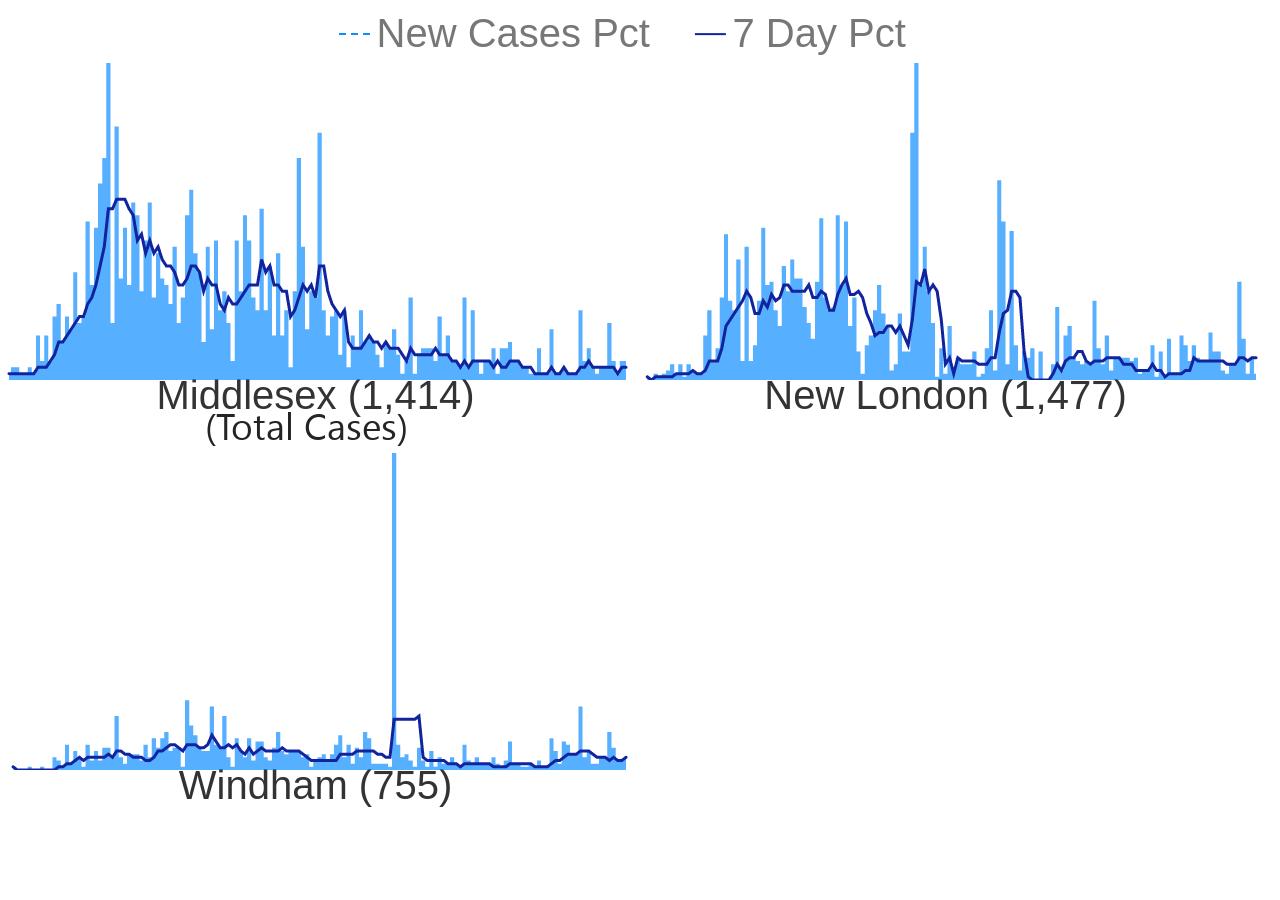 New Cases Pct 7 Day Pct
Middlesex (1,414)
(Total Cases)
New London (1,477)
Windham (755)